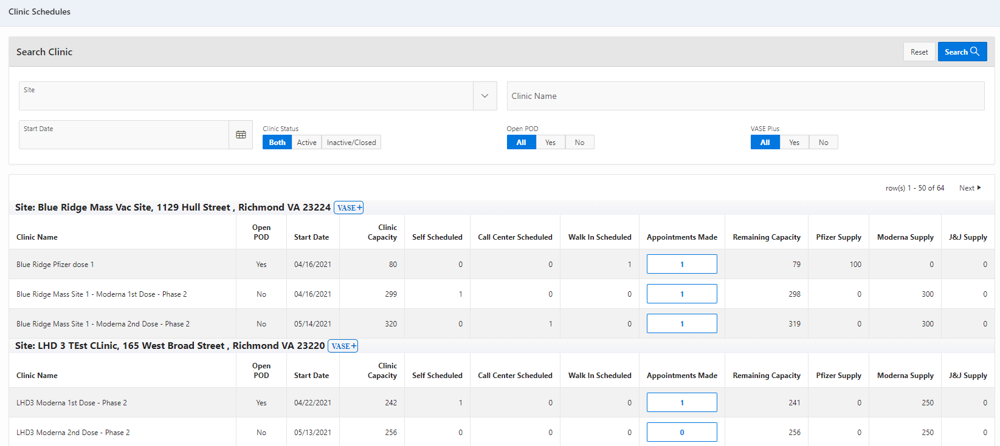 Clinic Schedules
Search Clinic
Reset Search
Site
Clinic Name
Start Date
Clinic Status
Both Active Inactive/Closed
Open POD
All Yes No
VASE Plus
All Yes No
row(s) 1 - 50 of 64 Next
Site: Blue Ridge Mass Vac Site, 1129 Hull Street , Richmond VA 23224 VASE+
Clinic Name Open POD Start Date Clinic Capacity Self Scheduled Call Center Scheduled Walk In Scheduled Appointments Made Remaining Capacity Pfizer Supply Moderna Supply J&J Supply
Blue Ridge Pfizer dose 1 Yes 04/16/2021 80 0 0 1 1 79 100 0 0
Blue Ridge Mass Site 1 - Moderna 1st Dose - Phase 2 No 04/16/2021 299 1 0 0 1 298 0 300 0
Blue Ridge Mass Site 1 - Moderna 2nd Dose - Phase 2 No 05/14/2021 320 0 1 0 1 319 0 300 0
Site: LHD 3 TEst CLinic, 165 West Broad Street , Richmond VA 23220 VASE+
Clinic Name Open POD Start Date Clinic Capacity Self Scheduled Call Center Scheduled Walk In Scheduled Appointments Made Remaining Capacity Pfizer Supply Moderna Supply J&J Supply
LHD3 Moderna 1st Dose - Phase 2 Yes 04/22/2021 242 1 0 0 1 241 0 250 0
LHD3 Moderna 2nd Dose - Phase 2 No 05/13/2021 256 0 0 0 0 256 0 250 0